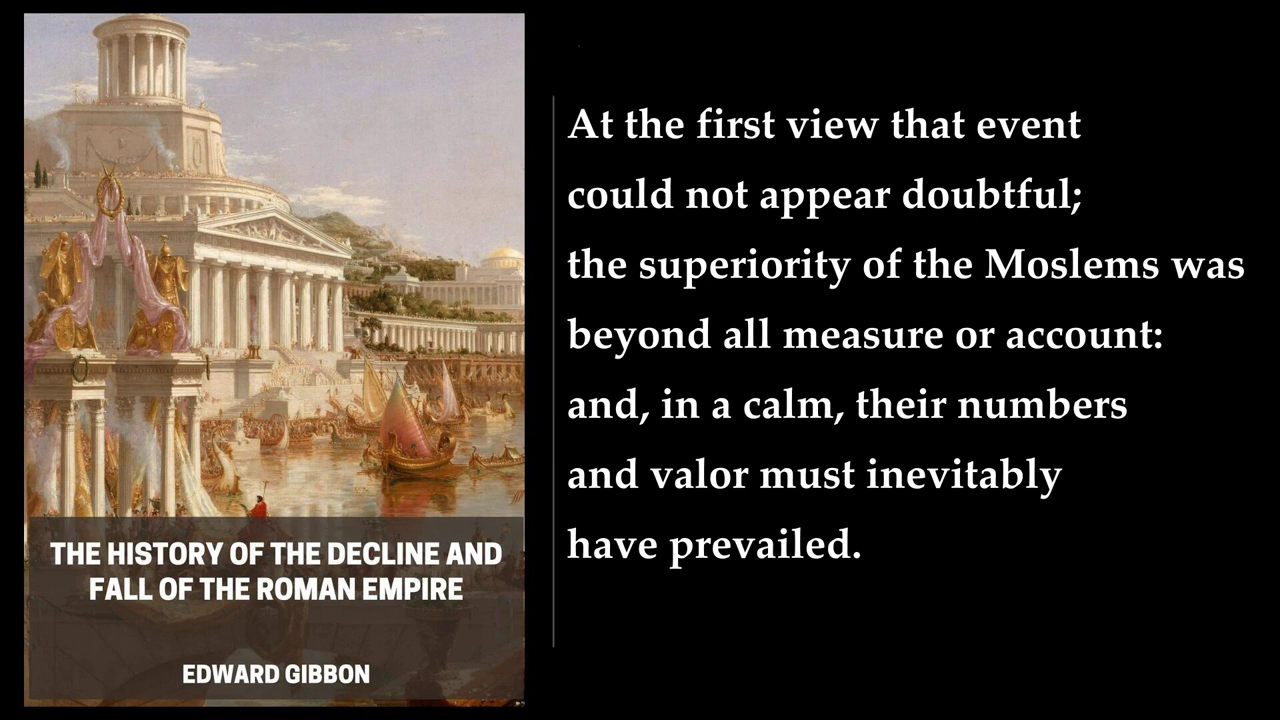 THE HISTORY OF THE DECLINE AND
FALL OF THE ROMAN EMPIRE
EDWARD GIBBON
At the first view that event
could not appear doubtful;
the superiority of the Moslems was
beyond all measure or account:
and, in a calm, their numbers
and valor must inevitably
have prevailed.